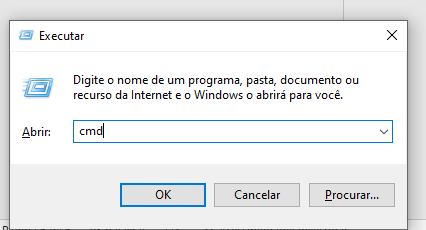 Executar
Digite o nome de um programa, pasta, documento ou
recurso da Internet e o Windows o abrirá para você.
Abrir: cmd
OK Cancelar Procurar...